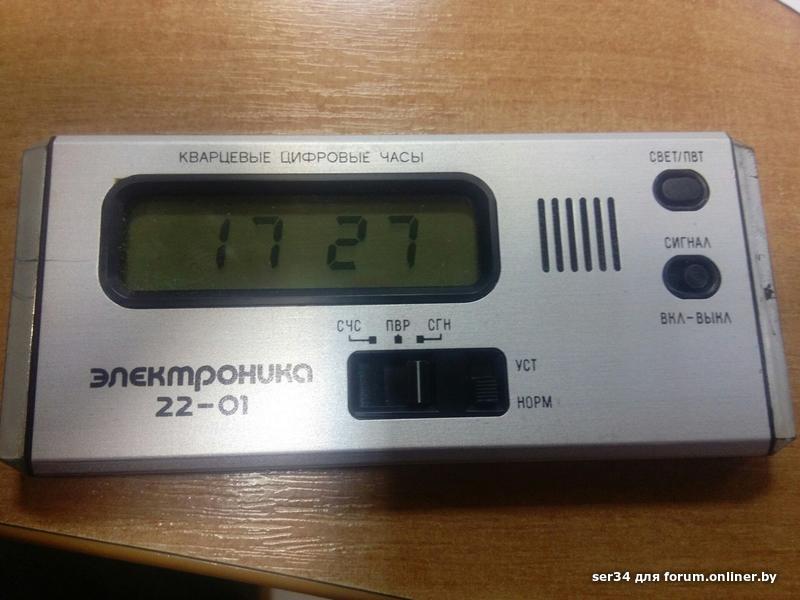 КВАРЦЕВЫЕ ЦИФРОВЫЕ ЧАСЫ
СВЕТ/ПВТ
17 27
СИГНАЛ
ВКЛ-ВЫКЛ
СЧС ПВР СГН
УСТ
НОРМ
электроника
22-01
ser34 для forum.onliner.by